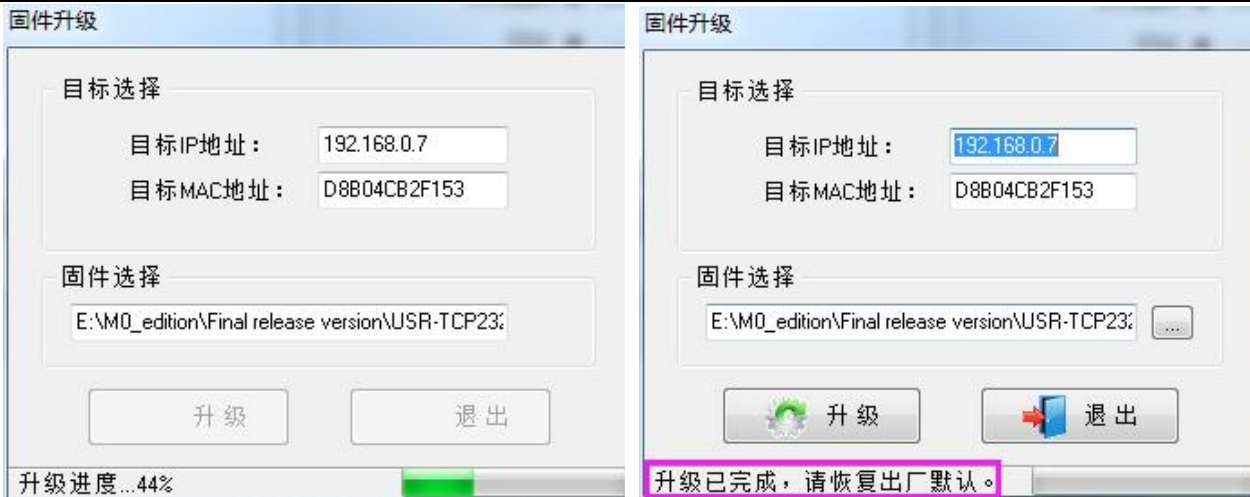 固件升级
目标选择
目标IP地址：
192.168.0.7
目标MAC地址：
D8B04CB2F153
固件选择
E:\M0_edition\Final release version\USR-TCP232
升级
退出
升级进度...44%
固件升级
目标选择
目标IP地址：
192.168.0.7
目标MAC地址：
D8B04CB2F153
固件选择
E:\M0_edition\Final release version\USR-TCP232
...
升级
退出
升级已完成，请恢复出厂默认。